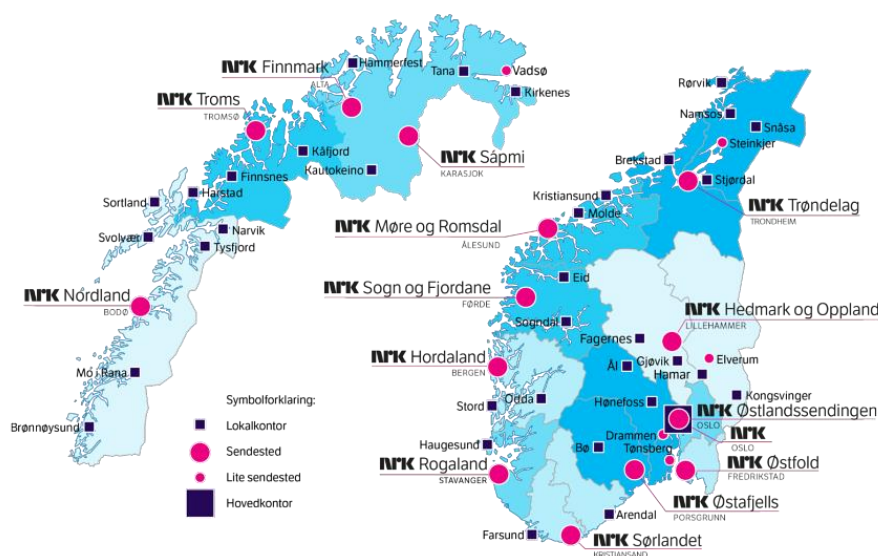 NRK Finnmark
ALTA
Hammerfest
Tana
Vadsø
Kirkenes
NRK Troms
TROMSØ
Kåfjord
Kautokeino
NRK Sápmi
KARASJOK
Finnsnes
Harstad
Sortland
Svolvær
Narvik
Tysfjord
NRK Nordland
BODØ
Mo i Rana
Brønnøysund
Symbolforklaring:
Lokalkontor
Sendested
Lite sendested
Hovedkontor
Rørvik
Namsos
Snåsa
Steinkjer
Brekstad
Stjørdal
NRK Trøndelag
TRONDHEIM
Kristiansund
Molde
NRK Møre og Romsdal
ÅLESUND
Eid
NRK Sogn og Fjordane
FØRDE
Sogndal
NRK Hedmark og Oppland
LILLEHAMMER
Fagernes
Elverum
Gjøvik
Hamar
Ål
NRK Hordaland
BERGEN
Kongsvinger
Odda
Stord
Hønefoss
NRK Østlandssendingen
OSLO
NRK
OSLO
Drammen
Tønsberg
Bø
Haugesund
NRK Rogaland
STAVANGER
NRK Østfold
FREDRIKSTAD
NRK Østafjells
PORSGRUNN
Arendal
Farsund
NRK Sørlandet
KRISTIANSAND